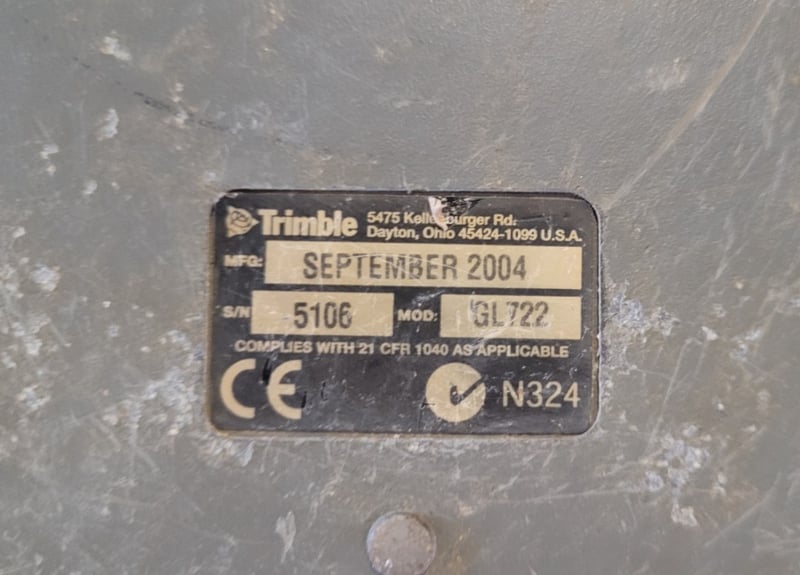 Trimble 5475 Kellenburger Rd.
Dayton, Ohio 45424-1099 U.S.A.
MFG: SEPTEMBER 2004
S/N 5106 MOD: GL722
COMPLIES WITH 21 CFR 1040 AS APPLICABLE
CE N324